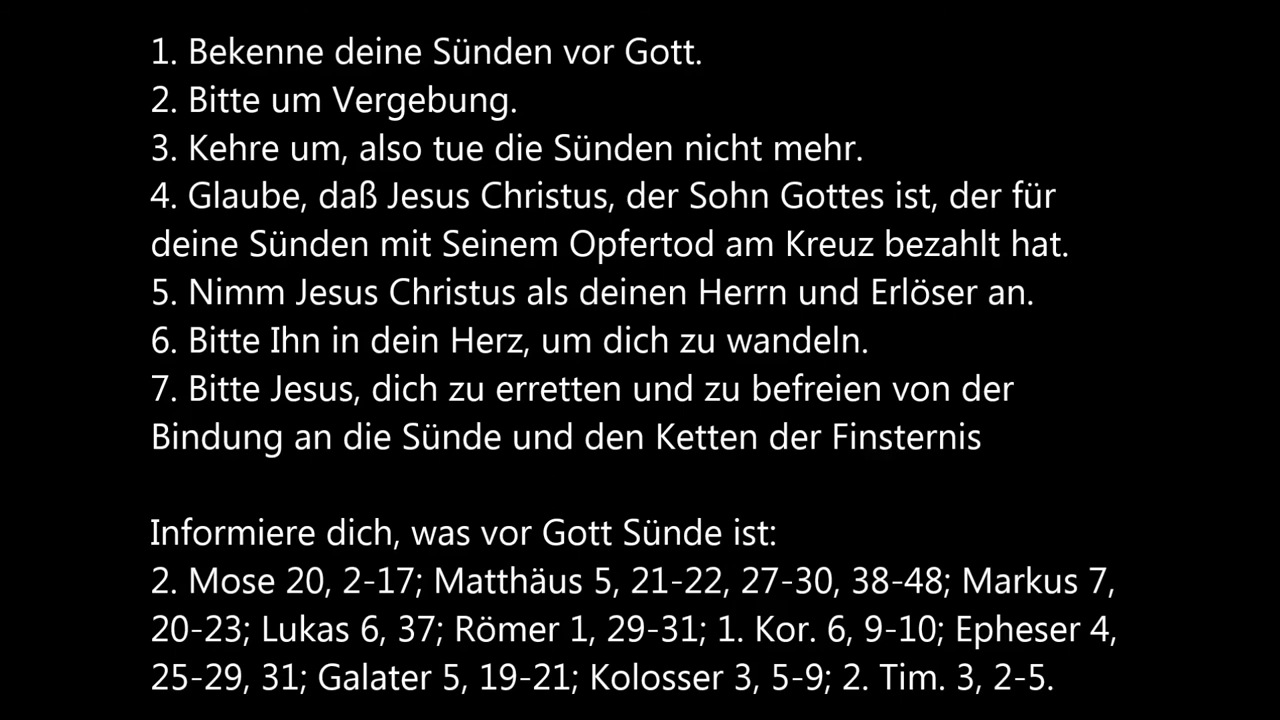 1. Bekenne deine Sünden vor Gott.
2. Bitte um Vergebung.
3. Kehre um, also tue die Sünden nicht mehr.
4. Glaube, daß Jesus Christus, der Sohn Gottes ist, der für
deine Sünden mit Seinem Opfertod am Kreuz bezahlt hat.
5. Nimm Jesus Christus als deinen Herrn und Erlöser an.
6. Bitte Ihn in dein Herz, um dich zu wandeln.
7. Bitte Jesus, dich zu erretten und zu befreien von der
Bindung an die Sünde und den Ketten der Finsternis
Informiere dich, was vor Gott Sünde ist:
2. Mose 20, 2-17; Matthäus 5, 21-22, 27-30, 38-48; Markus 7,
20-23; Lukas 6, 37; Römer 1, 29-31; 1. Kor. 6, 9-10; Epheser 4,
25-29, 31; Galater 5, 19-21; Kolosser 3, 5-9; 2. Tim. 3, 2-5.